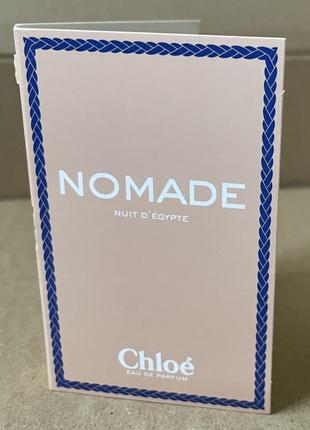 NOMADE
NUIT D'ÉGYPTE
Chloé
EAU DE PARFUM